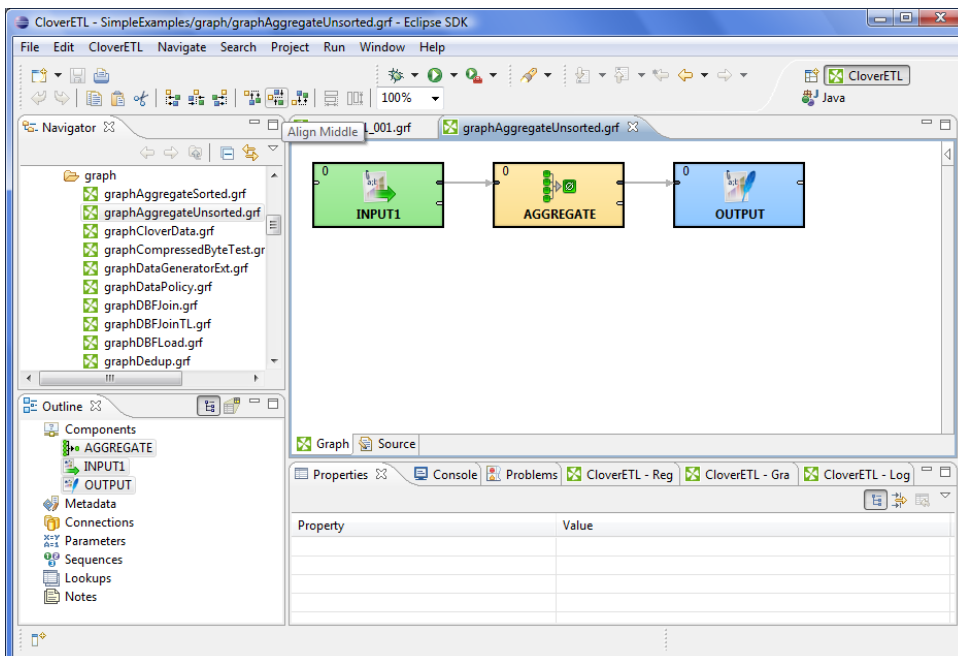 CloverETL - SimpleExamples/graph/graphAggregateUnsorted.grf - Eclipse SDK
File Edit CloverETL Navigate Search Project Run Window Help
CloverETL
100%
Java
Navigator
Align Middle
_001.grf
graphAggregateUnsorted.grf
graph
graphAggregateSorted.grf
graphAggregateUnsorted.grf
graphCloverData.grf
graphCompressedByteTest.gr
graphDataGeneratorExt.grf
graphDataPolicy.grf
graphDBFJoin.grf
graphDBFJoinTL.grf
graphDBFLoad.grf
graphDedup.grf
0
INPUT1
0
AGGREGATE
0
OUTPUT
Graph Source
Outline
Components
AGGREGATE
INPUT1
OUTPUT
Metadata
Connections
Parameters
Sequences
Lookups
Notes
Properties Console Problems CloverETL - Reg CloverETL - Gra CloverETL - Log
Property Value